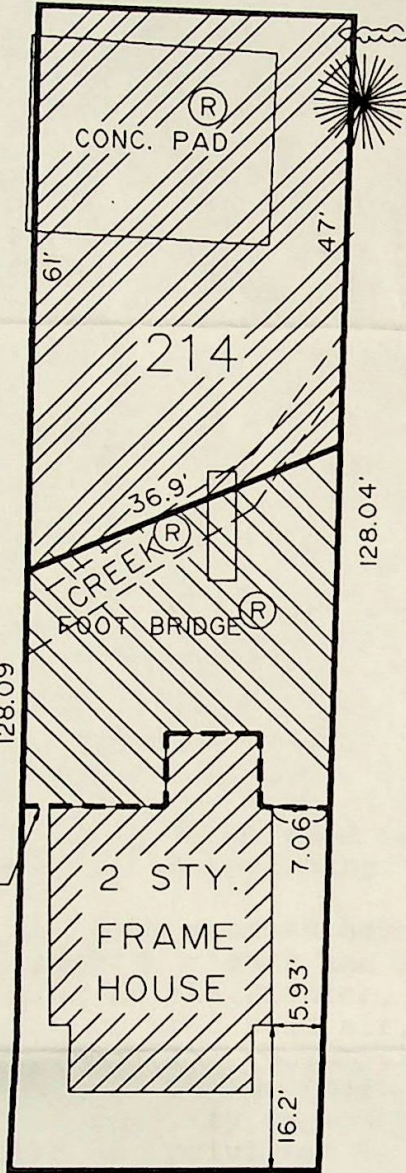 R
CONC. PAD
61'
47'
214
36.9'
CREEK R
FOOT BRIDGE R
128.04'
128.09
7.06
2 STY.
FRAME
HOUSE
5.93'
16.2'